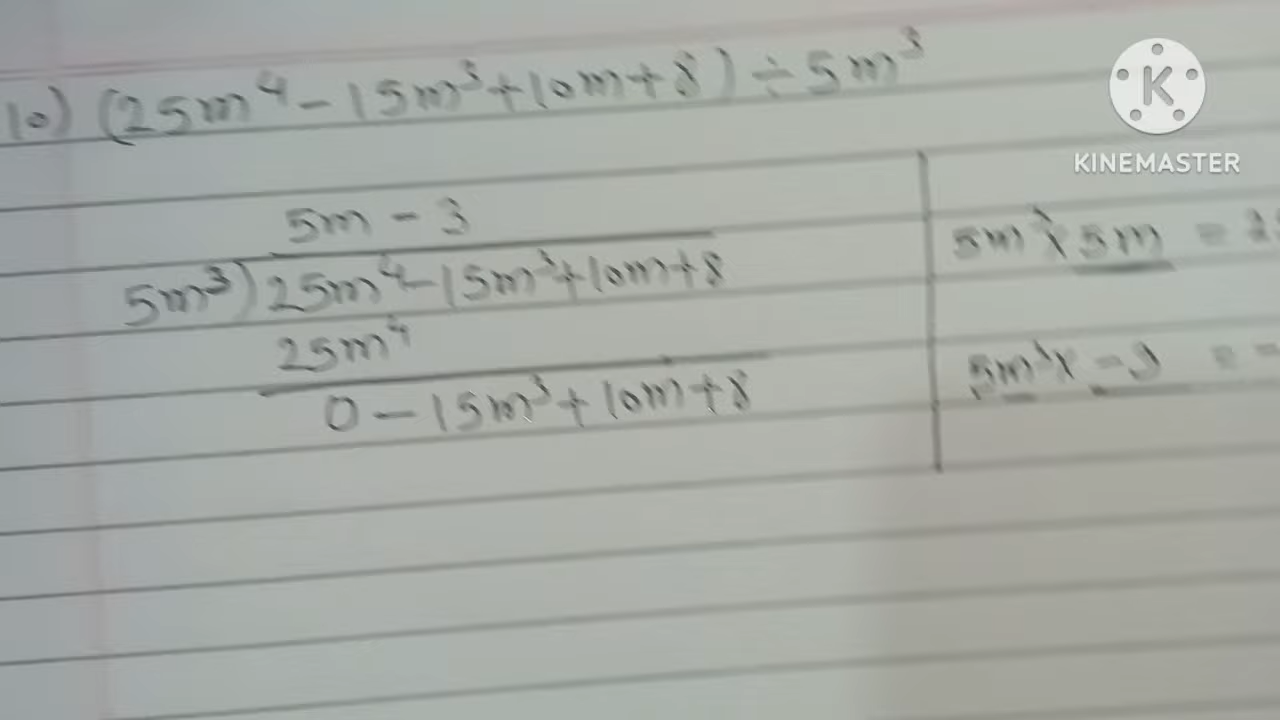 10) (25m⁴ - 15m³ + 10m + 8) ÷ 5m³
K
KINEMASTER
5m - 3
5m³) 25m⁴ - 15m³ + 10m + 8
25m⁴
0 - 15m³ + 10m + 8
5m³ x 5m =
5m³ x - 3 = -